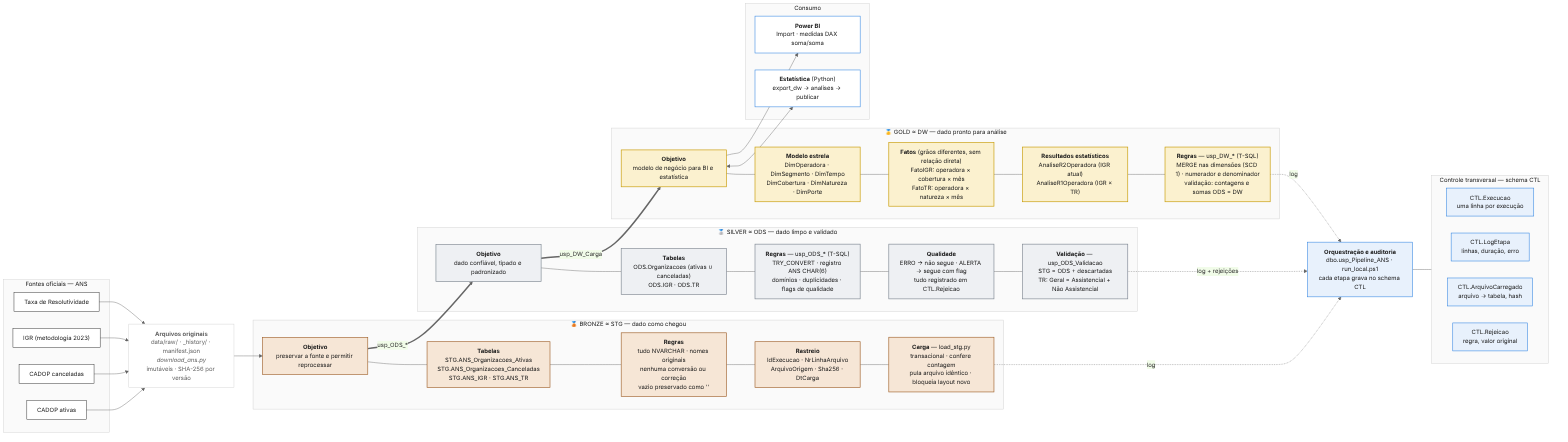 Consumo
Power BI
Import · medidas DAX
soma/soma
Estatística (Python)
export_dw → analises →
publicar
🥇 GOLD = DW — dado pronto para análise
Objetivo
modelo de negócio para BI e
estatística
Modelo estrela
DimOperadora ·
DimSegmento · DimTempo
DimCobertura · DimNatureza
· DimPorte
Fatos (grãos diferentes, sem
relação direta)
FatoIGR: operadora ×
cobertura × mês
FatoTR: operadora ×
natureza × mês
Resultados estatísticos
AnaliseR2Operadora (IGR
atual)
AnaliseR1Operadora (IGR ×
TR)
Regras — usp_DW_* (T-SQL)
MERGE nas dimensões (SCD
1) · numerador e denominador
validação: contagens e
somas ODS = DW
log
usp_DW_Carga
🥈 SILVER = ODS — dado limpo e validado
Objetivo
dado confiável, tipado e
padronizado
Tabelas
ODS.Organizacoes (ativas ∪
canceladas)
ODS.IGR · ODS.TR
Regras — usp_ODS_* (T-SQL)
TRY_CONVERT · registro
ANS CHAR(6)
domínios · duplicidades ·
flags de qualidade
Qualidade
ERRO → não segue · ALERTA
→ segue com flag
tudo registrado em
CTL.Rejeicao
Validação —
usp_ODS_Validacao
STG = ODS + descartadas
TR: Geral = Assistencial +
Não Assistencial
log + rejeições
usp_ODS_*
🥉 BRONZE = STG — dado como chegou
Objetivo
preservar a fonte e permitir
reprocessar
Tabelas
STG.ANS_Organizacoes_Ativas
STG.ANS_Organizacoes_Canceladas
STG.ANS_IGR · STG.ANS_TR
Regras
tudo NVARCHAR · nomes
originais
nenhuma conversão ou
correção
vazio preservado como ''
Rastreio
IdExecucao · NrLinhaArquivo
ArquivoOrigem · Sha256 ·
DtCarga
Carga — load_stg.py
transacional · confere
contagem
pula arquivo idêntico ·
bloqueia layout novo
log
Fontes oficiais — ANS
Taxa de Resolutividade
IGR (metodologia 2023)
CADOP canceladas
CADOP ativas
Arquivos originais
data/raw/ · _history/ ·
manifest.json
download_ans.py
imutáveis · SHA-256 por
versão
Orquestração e auditoria
dbo.usp_Pipeline_ANS ·
run_local.ps1
cada etapa grava no schema
CTL
Controle transversal — schema CTL
CTL.Execucao
uma linha por execução
CTL.LogEtapa
linhas, duração, erro
CTL.ArquivoCarregado
arquivo → tabela, hash
CTL.Rejeicao
regra, valor original